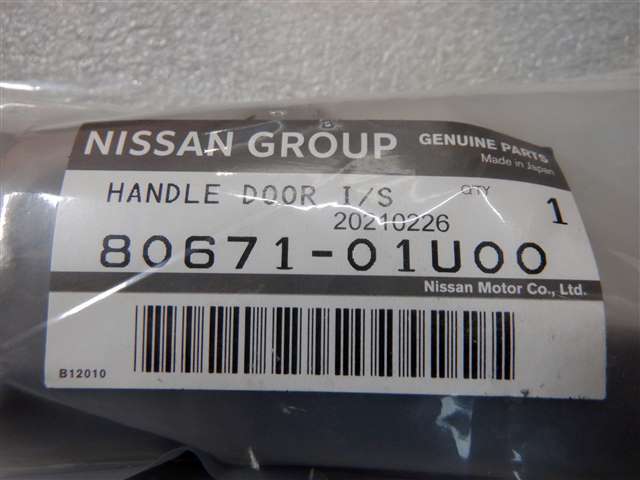 NISSAN GROUP
GENUINE PARTS
Made in Japan
HANDLE DOOR I/S
QTY
1
20210226
80671-01U00
Nissan Motor Co., Ltd.
B12010